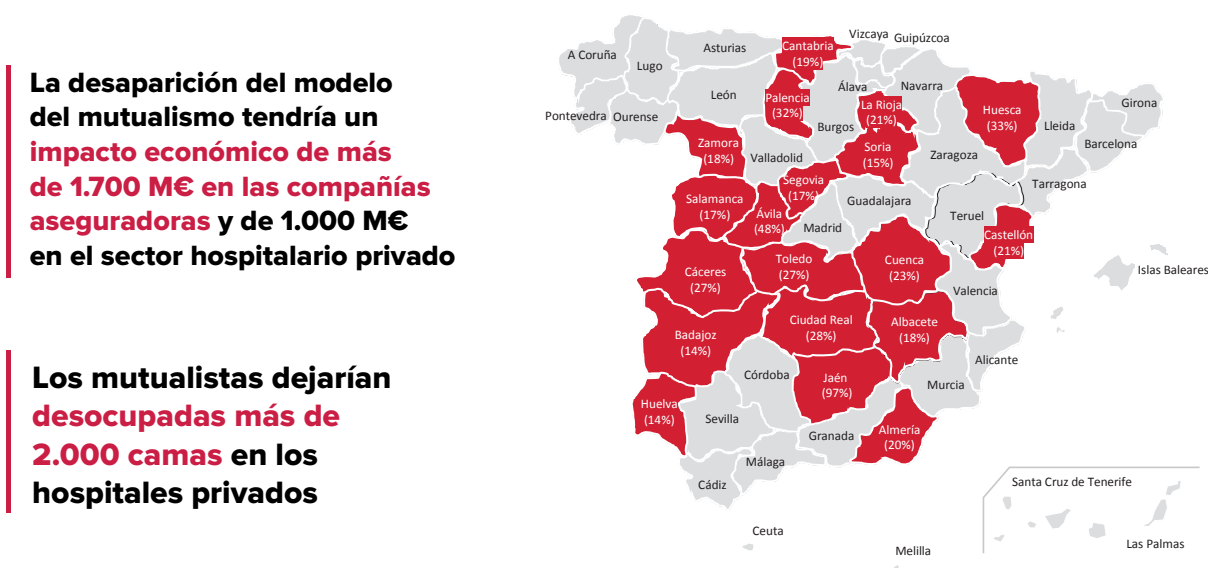 La desaparición del modelo
del mutualismo tendría un
impacto económico de más
de 1.700 M€ en las compañías
aseguradoras y de 1.000 M€
en el sector hospitalario privado
Los mutualistas dejarían
desocupadas más de
2.000 camas en los
hospitales privados
A Coruña
Lugo
Asturias
Cantabria
(19%)
Vizcaya
Guipúzcoa
Pontevedra
Ourense
León
Palencia
(32%)
Álava
Navarra
Burgos
La Rioja
(21%)
Huesca
(33%)
Lleida
Girona
Barcelona
Zamora
(18%)
Valladolid
Soria
(15%)
Zaragoza
Tarragona
Salamanca
(17%)
Segovia
(17%)
Ávila
(48%)
Madrid
Guadalajara
Teruel
Castellón
(21%)
Islas Baleares
Cáceres
(27%)
Toledo
(27%)
Cuenca
(23%)
Valencia
Badajoz
(14%)
Ciudad Real
(28%)
Albacete
(18%)
Alicante
Huelva
(14%)
Sevilla
Córdoba
Jaén
(97%)
Murcia
Granada
Almería
(20%)
Málaga
Cádiz
Ceuta
Melilla
Santa Cruz de Tenerife
Las Palmas